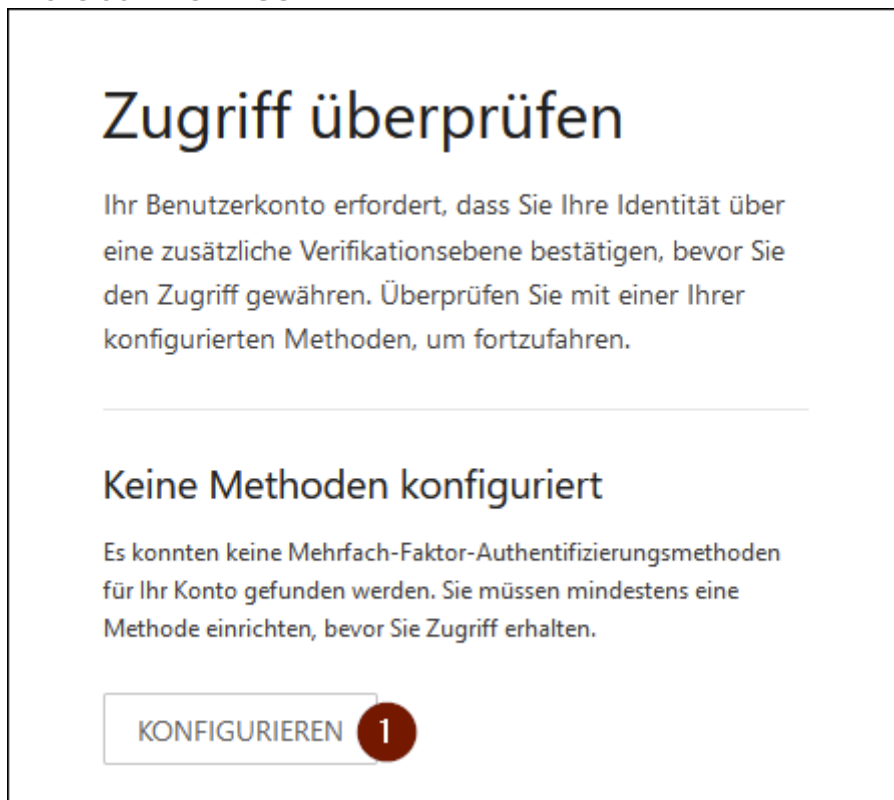 Zugriff überprüfen
Ihr Benutzerkonto erfordert, dass Sie Ihre Identität über
eine zusätzliche Verifikationsebene bestätigen, bevor Sie
den Zugriff gewähren. Überprüfen Sie mit einer Ihrer
konfigurierten Methoden, um fortzufahren.
Keine Methoden konfiguriert
Es konnten keine Mehrfach-Faktor-Authentifizierungsmethoden
für Ihr Konto gefunden werden. Sie müssen mindestens eine
Methode einrichten, bevor Sie Zugriff erhalten.
KONFIGURIEREN 1